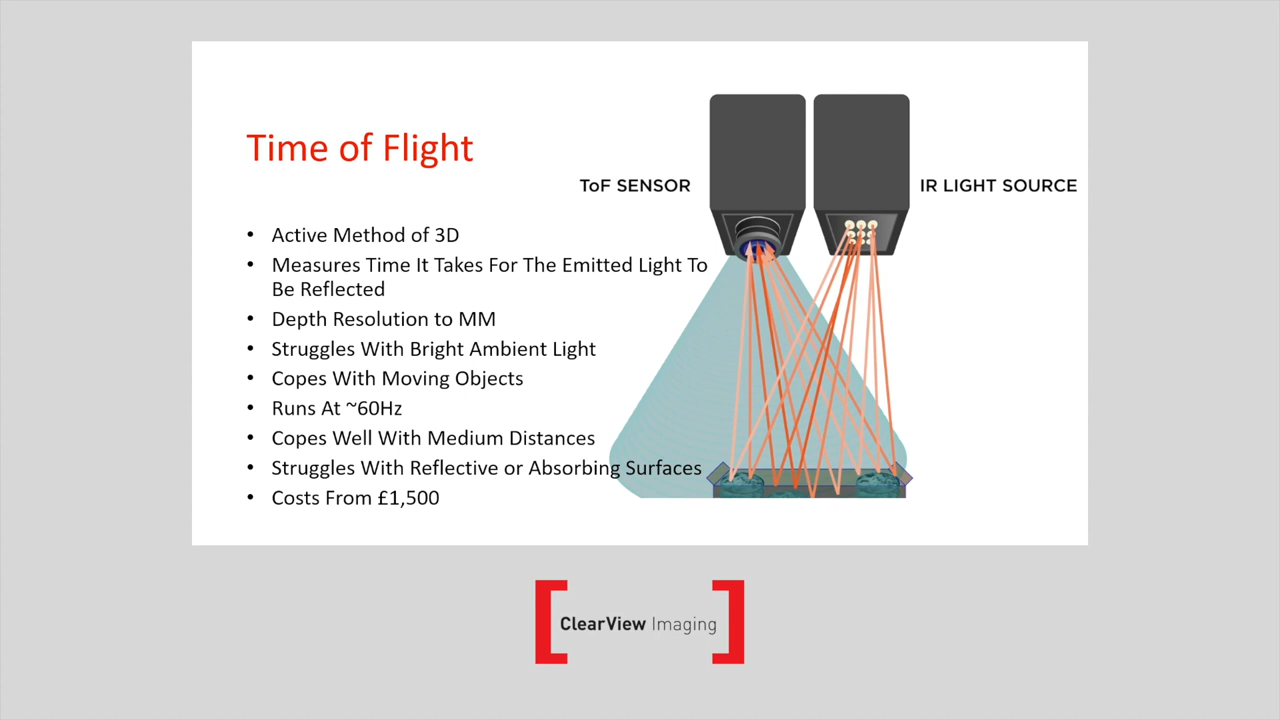 Time of Flight
ToF SENSOR
IR LIGHT SOURCE
• Active Method of 3D
• Measures Time It Takes For The Emitted Light To
Be Reflected
• Depth Resolution to MM
• Struggles With Bright Ambient Light
• Copes With Moving Objects
• Runs At ~60Hz
• Copes Well With Medium Distances
• Struggles With Reflective or Absorbing Surfaces
• Costs From £1,500
ClearView Imaging